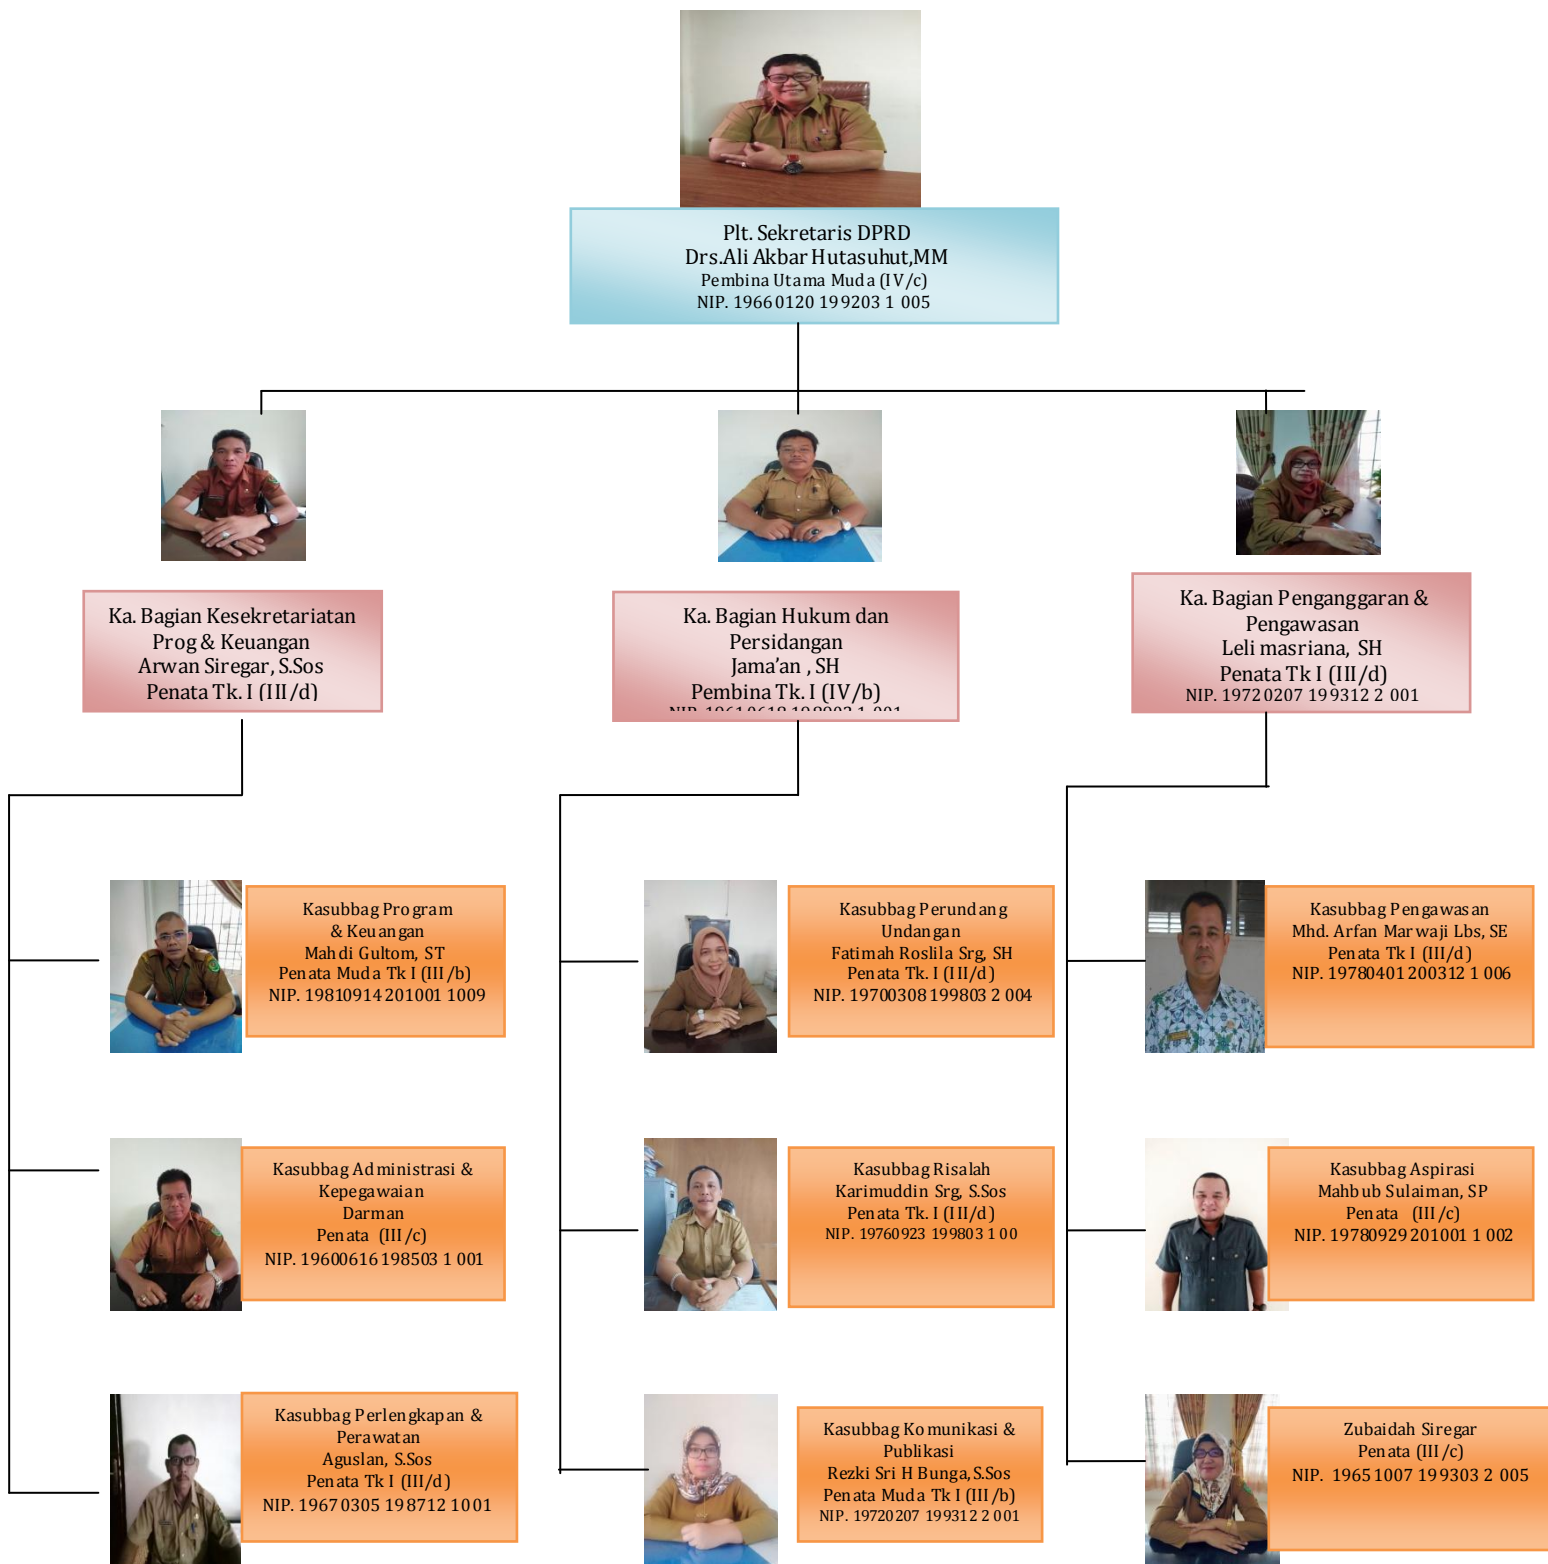 Plt. Sekretaris DPRD
Drs.Ali Akbar Hutasuhut,MM
Pembina Utama Muda (IV/c)
NIP. 19660120 199203 1 005
Ka. Bagian Kesekretariatan
Prog & Keuangan
Arwan Siregar, S.Sos
Penata Tk. I (III/d)
Ka. Bagian Hukum dan
Persidangan
Jama’an , SH
Pembina Tk. I (IV/b)
Ka. Bagian Penganggaran &
Pengawasan
Leli masriana, SH
Penata Tk I (III/d)
NIP. 19720207 199312 2 001
Kasubbag Program
& Keuangan
Mahdi Gultom, ST
Penata Muda Tk I (III/b)
NIP. 19810914 201001 1009
Kasubbag Perundang
Undangan
Fatimah Roslila Srg, SH
Penata Tk. I (III/d)
NIP. 19700308 199803 2 004
Kasubbag Pengawasan
Mhd. Arfan Marwaji Lbs, SE
Penata Tk I (III/d)
NIP. 19780401 200312 1 006
Kasubbag Administrasi &
Kepegawaian
Darman
Penata (III/c)
NIP. 19600616 198503 1 001
Kasubbag Risalah
Karimuddin Srg, S.Sos
Penata Tk. I (III/d)
NIP. 19760923 199803 1 00
Kasubbag Aspirasi
Mahbub Sulaiman, SP
Penata (III/c)
NIP. 19780929 201001 1 002
Kasubbag Perlengkapan &
Perawatan
Aguslan, S.Sos
Penata Tk I (III/d)
NIP. 19670305 198712 1001
Kasubbag Komunikasi &
Publikasi
Rezki Sri H Bunga, S.Sos
Penata Muda Tk I (III/b)
NIP. 19720207 199312 2 001
Zubaidah Siregar
Penata (III/c)
NIP. 19651007 199303 2 005